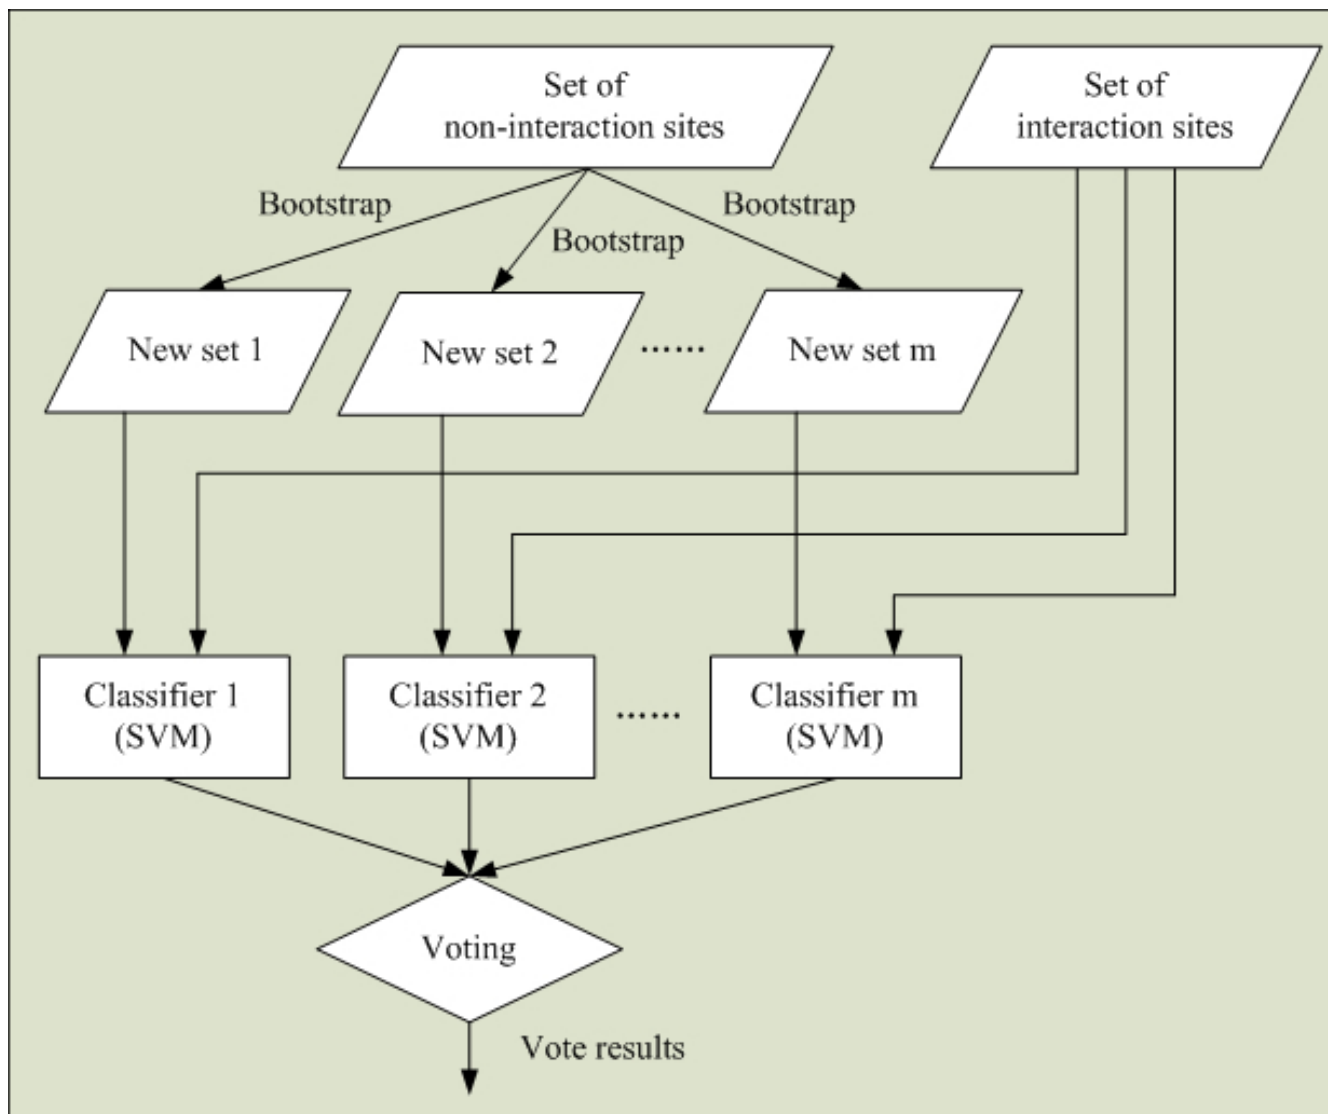 Set of
non-interaction sites
Set of
interaction sites
Bootstrap
Bootstrap
Bootstrap
New set 1
New set 2
······
New set m
Classifier 1
(SVM)
Classifier 2
(SVM)
······
Classifier m
(SVM)
Voting
Vote results